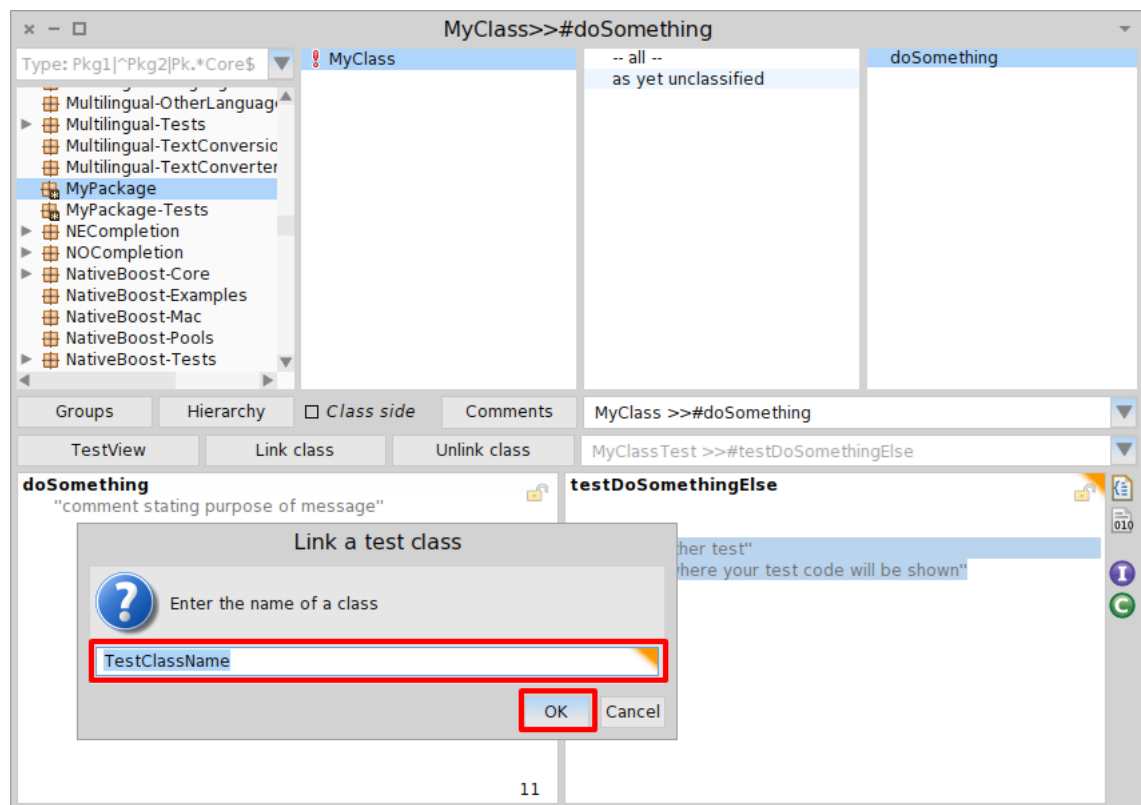 MyClass>>#doSomething
Type: Pkg1|^Pkg2|Pk.*Core$
Multilingual-OtherLanguage
Multilingual-Tests
Multilingual-TextConversio
Multilingual-TextConverter
MyPackage
MyPackage-Tests
NECompletion
NOCompletion
NativeBoost-Core
NativeBoost-Examples
NativeBoost-Mac
NativeBoost-Pools
NativeBoost-Tests
MyClass
-- all --
as yet unclassified
doSomething
Groups Hierarchy Class side Comments MyClass >>#doSomething
TestView Link class Unlink class MyClassTest >>#testDoSomethingElse
doSomething
"comment stating purpose of message"
testDoSomethingElse
ther test"
where your test code will be shown"
Link a test class
Enter the name of a class
TestClassName
OK Cancel
11
010
I
C